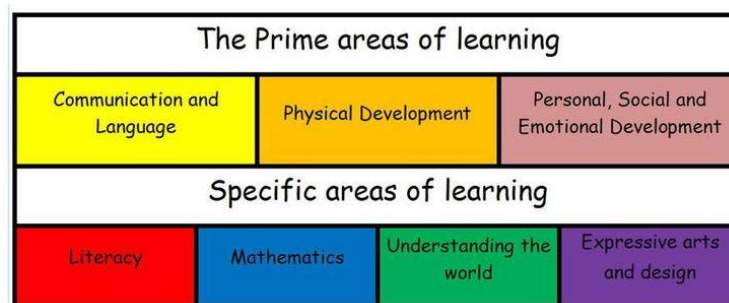 The Prime areas of learning
Communication and
Language
Physical Development
Personal, Social and
Emotional Development
Specific areas of learning
Literacy
Mathematics
Understanding the
world
Expressive arts
and design